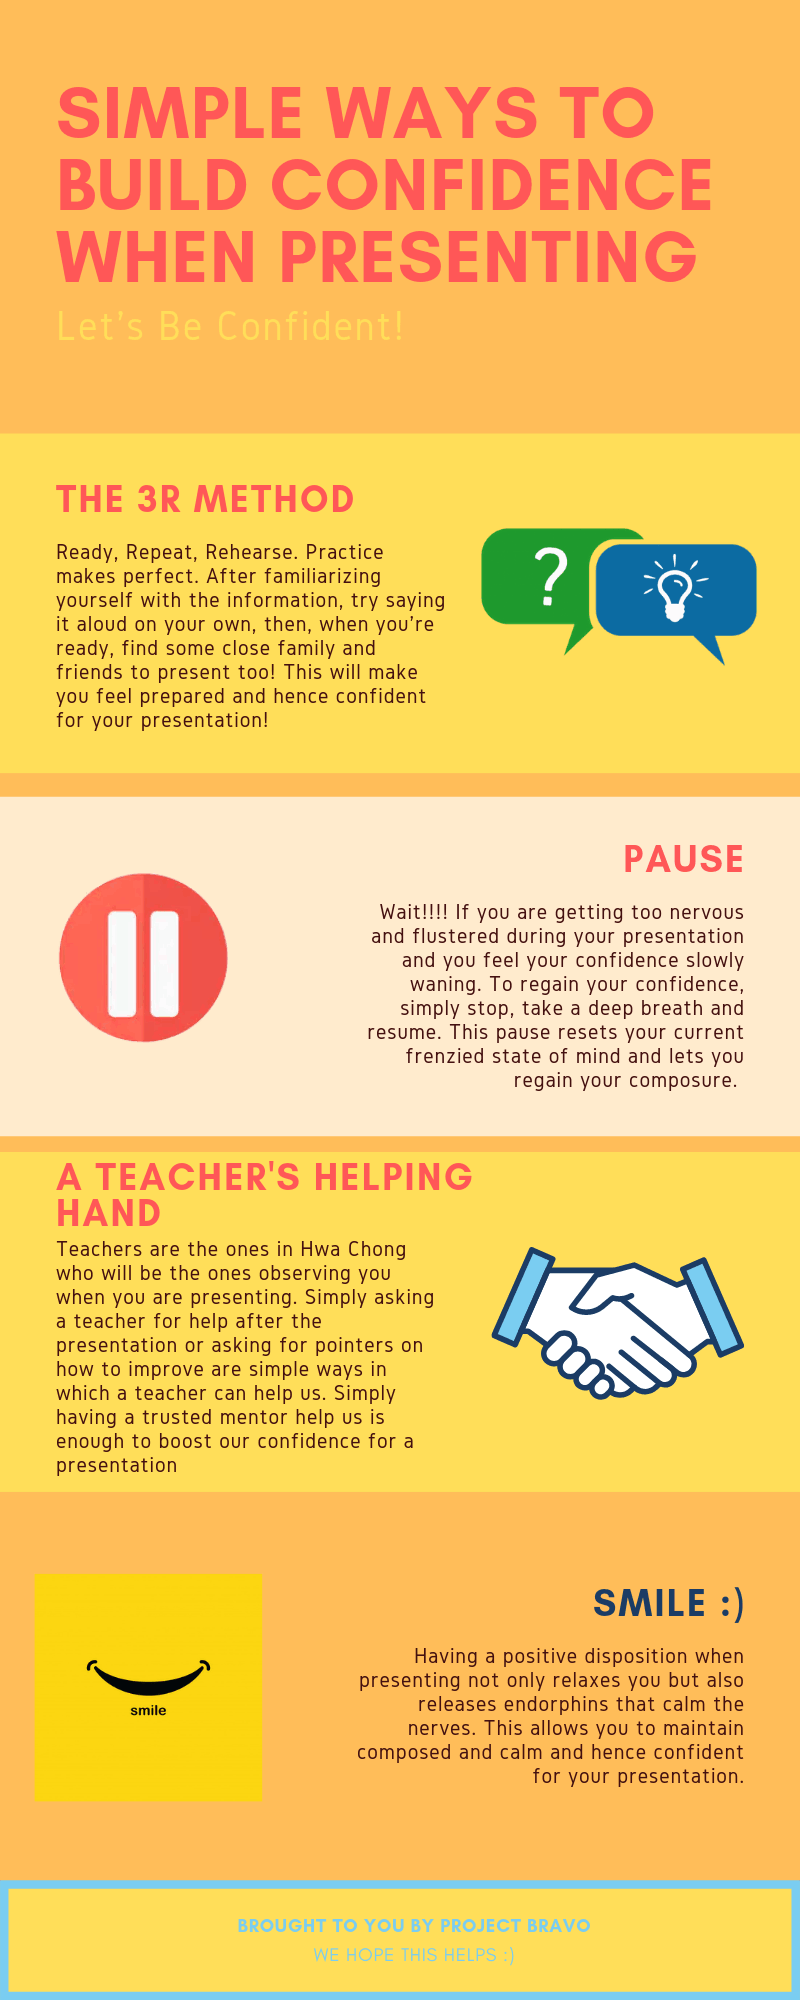 SIMPLE WAYS TO
BUILD CONFIDENCE
WHEN PRESENTING
Let's Be Confident!
THE 3R METHOD
Ready, Repeat, Rehearse. Practice
makes perfect. After familiarizing
yourself with the information, try saying
it aloud on your own, then, when you're
ready, find some close family and
friends to present too! This will make
you feel prepared and hence confident
for your presentation!
?
PAUSE
Wait!!!! If you are getting too nervous
and flustered during your presentation
and you feel your confidence slowly
waning. To regain your confidence,
simply stop, take a deep breath and
resume. This pause resets your current
frenzied state of mind and lets you
regain your composure.
A TEACHER'S HELPING
HAND
Teachers are the ones in Hwa Chong
who will be the ones observing you
when you are presenting. Simply asking
a teacher for help after the
presentation or asking for pointers on
how to improve are simple ways in
which a teacher can help us. Simply
having a trusted mentor help us is
enough to boost our confidence for a
presentation
smile
SMILE :)
Having a positive disposition when
presenting not only relaxes you but also
releases endorphins that calm the
nerves. This allows you to maintain
composed and calm and hence confident
for your presentation.
BROUGHT TO YOU BY PROJECT BRAVO
WE HOPE THIS HELPS :)